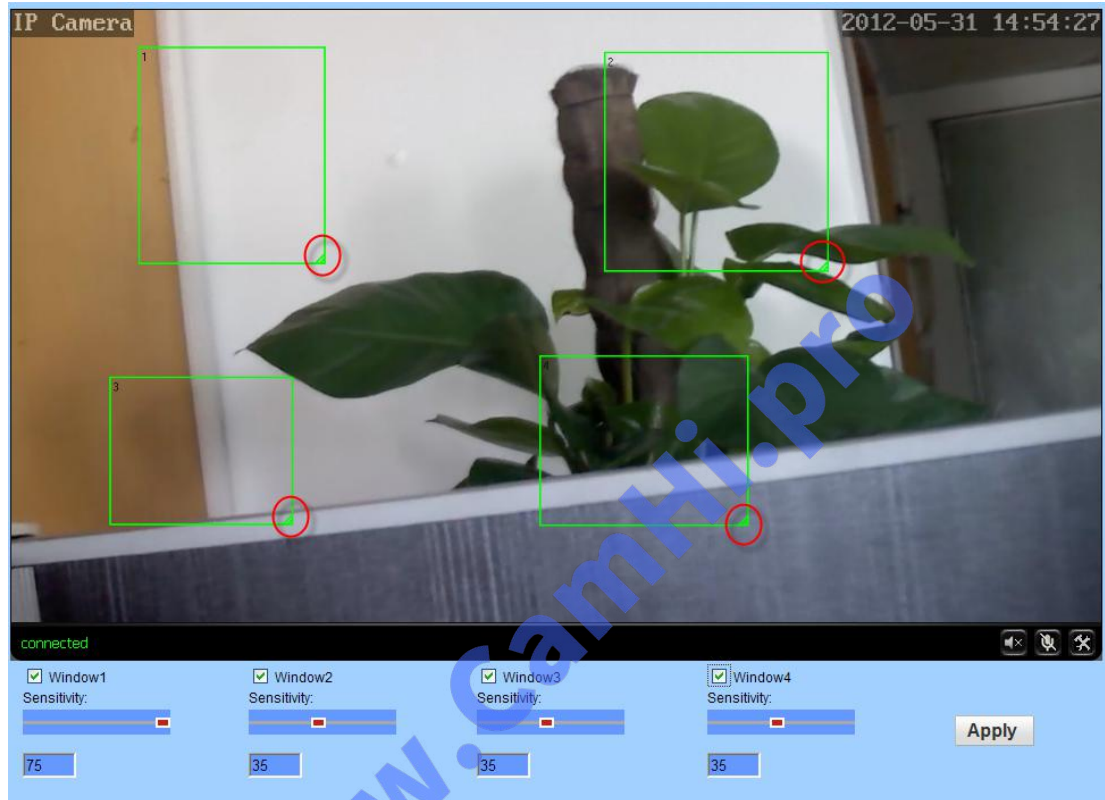 IP Camera
2012-05-31 14:54:27
1
2
3
4
connected
Window1
Window2
Window3
Window4
Sensitivity:
Sensitivity:
Sensitivity:
Sensitivity:
Apply
75
35
35
35
w.CamHi.pro